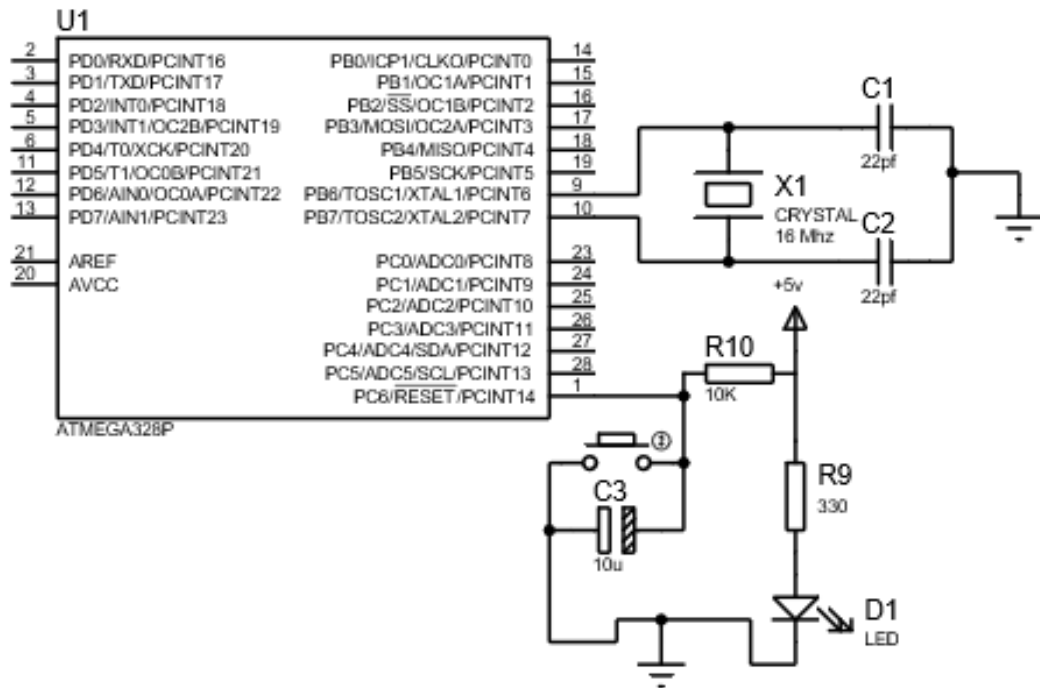 U1
2 PD0/RXD/PCINT16 PB0/ICP1/CLKO/PCINT0 14
3 PD1/TXD/PCINT17 PB1/OC1A/PCINT1 15
4 PD2/INT0/PCINT18 PB2/SS/OC1B/PCINT2 16
5 PD3/INT1/OC2B/PCINT19 PB3/MOSI/OC2A/PCINT3 17
6 PD4/T0/XCK/PCINT20 PB4/MISO/PCINT4 18
11 PD5/T1/OC0B/PCINT21 PB5/SCK/PCINT5 19
12 PD6/AIN0/OC0A/PCINT22 PB6/TOSC1/XTAL1/PCINT6 9
13 PD7/AIN1/PCINT23 PB7/TOSC2/XTAL2/PCINT7 10
21 AREF PC0/ADC0/PCINT8 23
20 AVCC PC1/ADC1/PCINT9 24
PC2/ADC2/PCINT10 25
PC3/ADC3/PCINT11 26
PC4/ADC4/SDA/PCINT12 27
PC5/ADC5/SCL/PCINT13 28
PC6/RESET/PCINT14 1
ATMEGA328P
C1
22pf
X1
CRYSTAL
16 Mhz
C2
22pf
+5v
R10
10K
R9
330
C3
10u
D1
LED